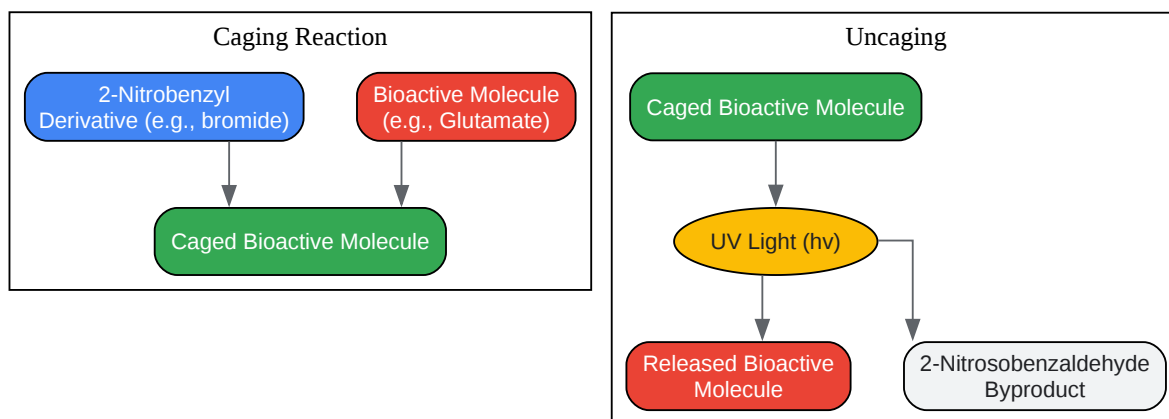 Caging Reaction
2-Nitrobenzyl
Derivative (e.g., bromide)
Bioactive Molecule
(e.g., Glutamate)
Caged Bioactive Molecule
Uncaging
Caged Bioactive Molecule
UV Light (hv)
Released Bioactive
Molecule
2-Nitrosobenzaldehyde
Byproduct